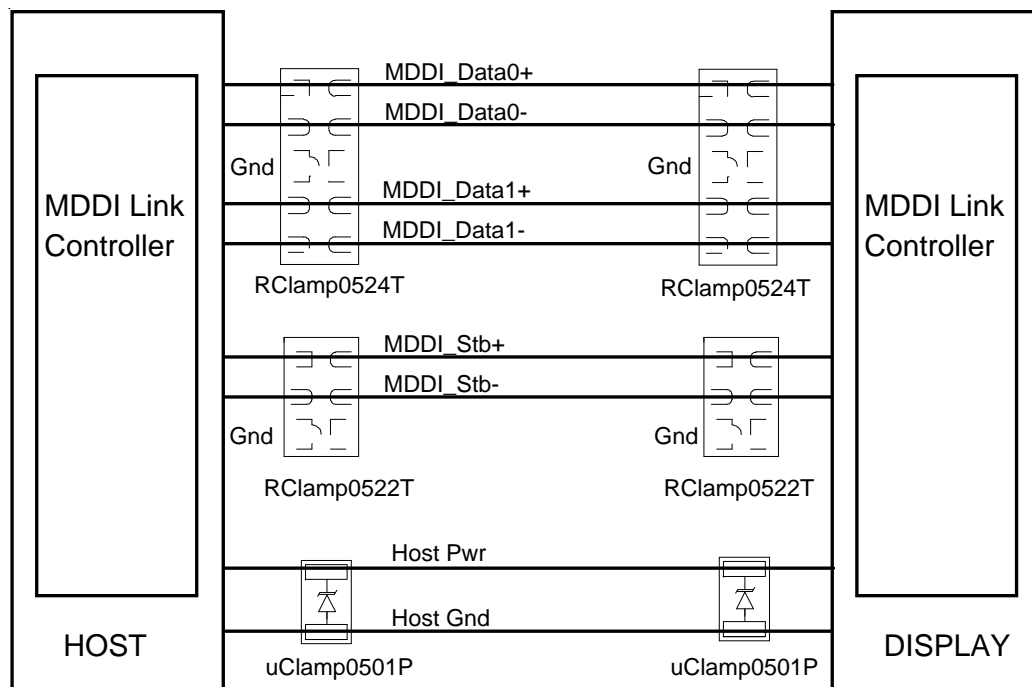 MDDI_Data0+
MDDI_Data0-
Gnd
Gnd
MDDI_Data1+
MDDI_Data1-
MDDI Link
Controller
MDDI Link
Controller
RClamp0524T
RClamp0524T
MDDI_Stb+
MDDI_Stb-
Gnd
Gnd
RClamp0522T
RClamp0522T
Host Pwr
Host Gnd
HOST
DISPLAY
uClamp0501P
uClamp0501P